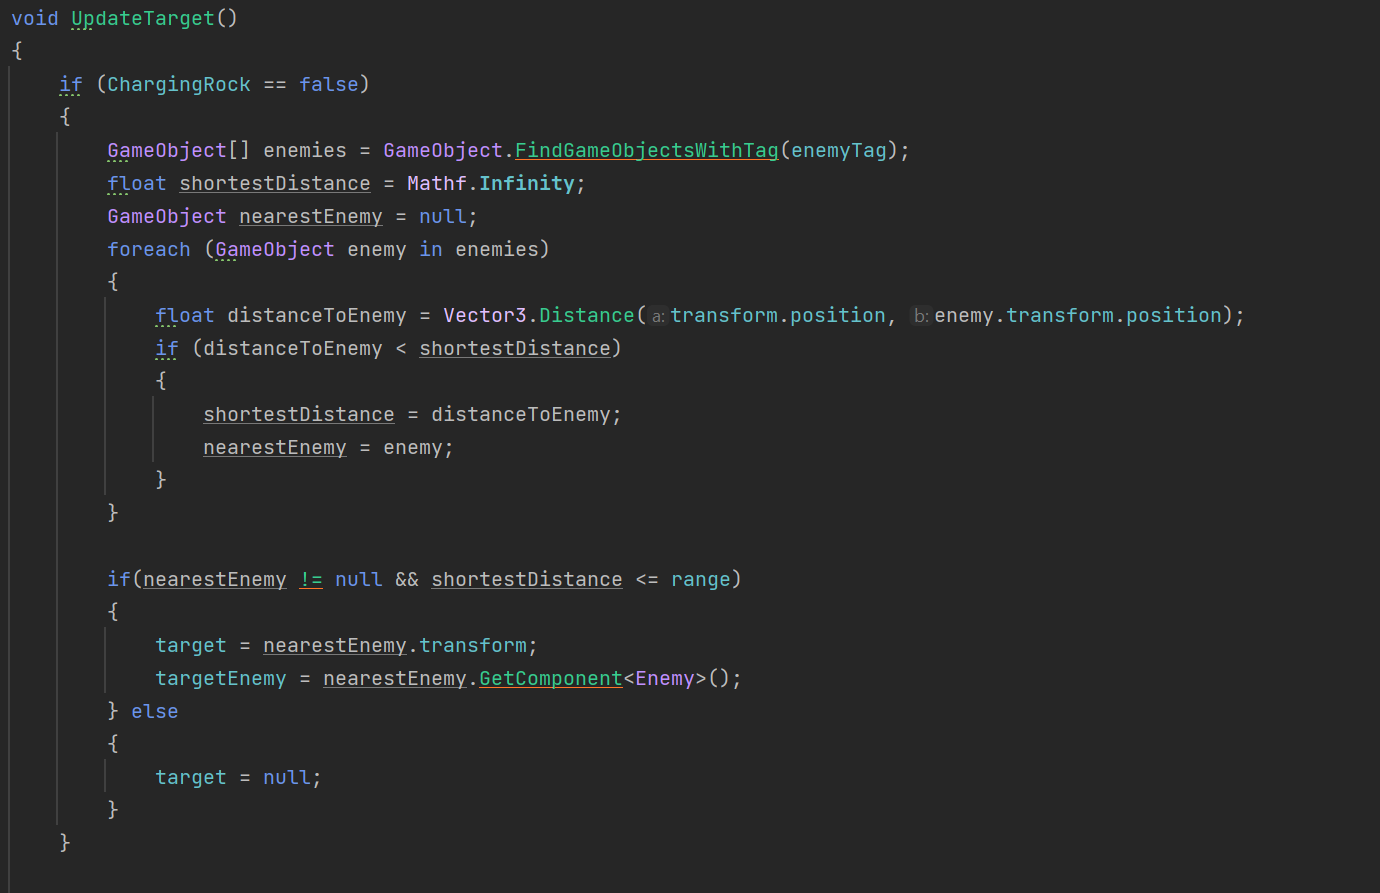 void UpdateTarget()
{
    if (ChargingRock == false)
    {
        GameObject[] enemies = GameObject.FindGameObjectsWithTag(enemyTag);
        float shortestDistance = Mathf.Infinity;
        GameObject nearestEnemy = null;
        foreach (GameObject enemy in enemies)
        {
            float distanceToEnemy = Vector3.Distance(a: transform.position, b: enemy.transform.position);
            if (distanceToEnemy < shortestDistance)
            {
                shortestDistance = distanceToEnemy;
                nearestEnemy = enemy;
            }
        }

        if(nearestEnemy != null && shortestDistance <= range)
        {
            target = nearestEnemy.transform;
            targetEnemy = nearestEnemy.GetComponent<Enemy>();
        } else
        {
            target = null;
        }
    }